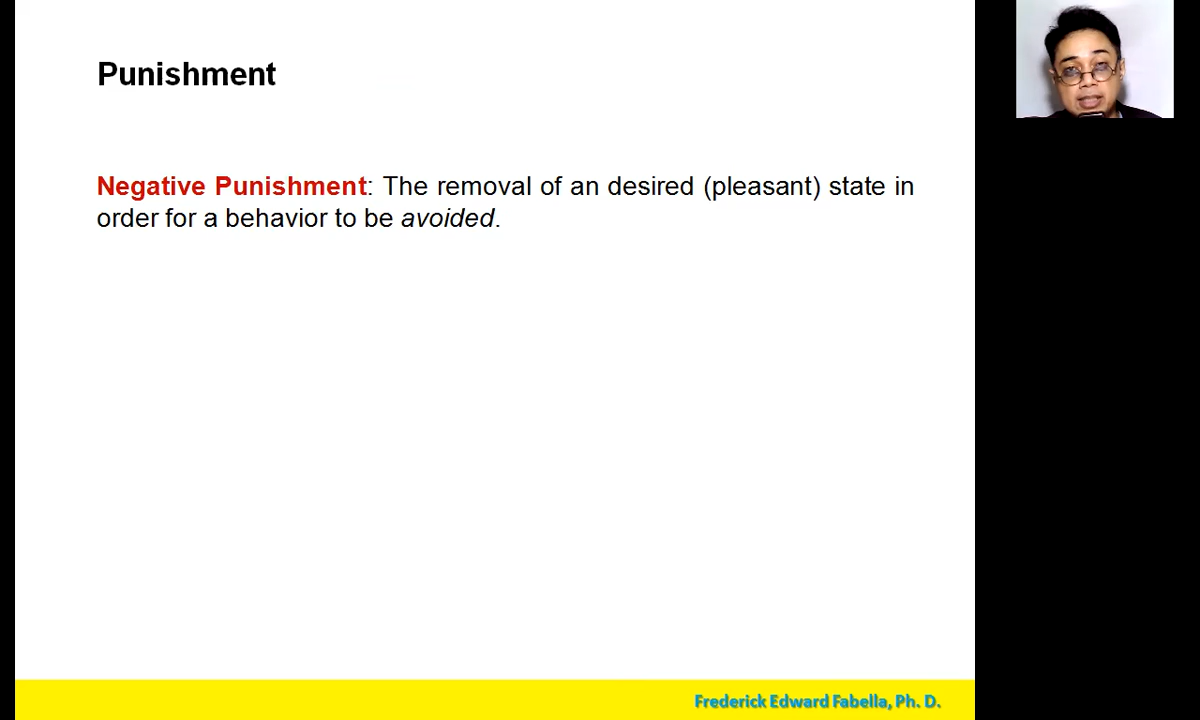 Punishment
Negative Punishment: The removal of an desired (pleasant) state in
order for a behavior to be avoided.
Frederick Edward Fabella, Ph. D.